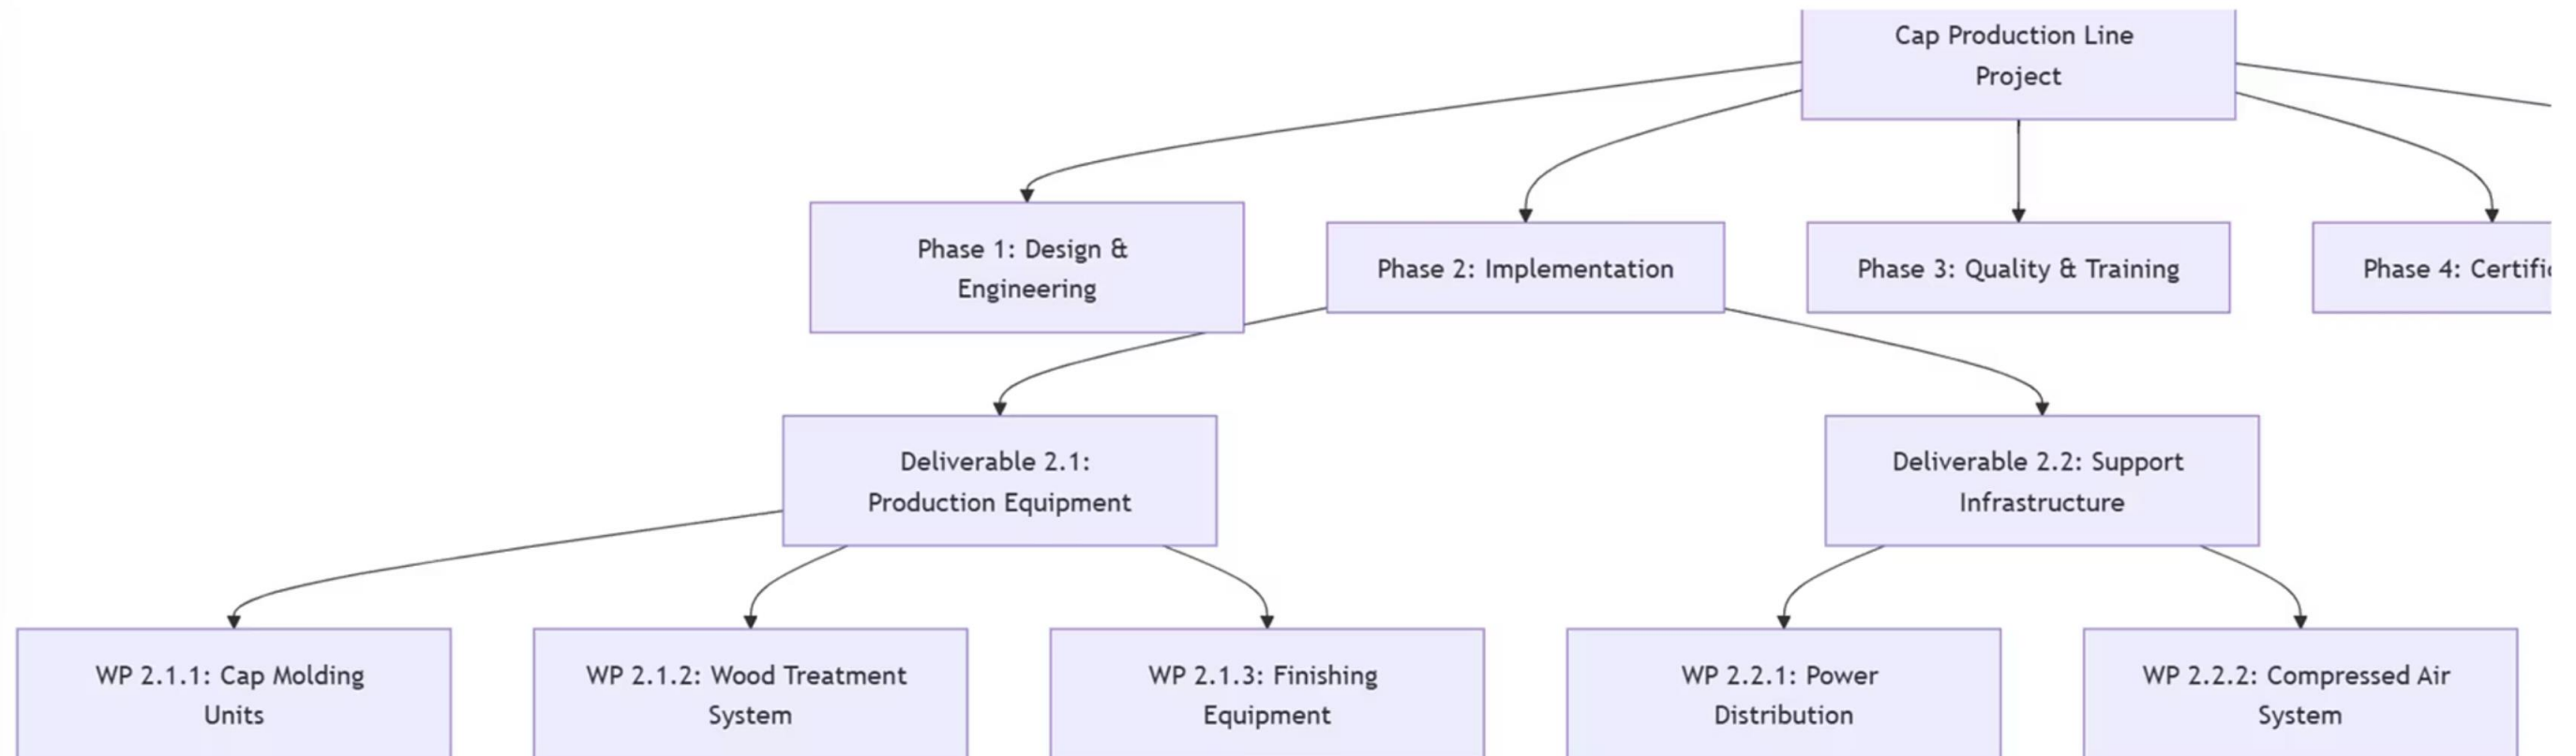 Cap Production Line
Project
Phase 1: Design &
Engineering
Phase 2: Implementation
Phase 3: Quality & Training
Phase 4:
Deliverable 2.1:
Production Equipment
Deliverable 2.2: Support
Infrastructure
WP 2.1.1: Cap Molding
Units
WP 2.1.2: Wood Treatment
System
WP 2.1.3: Finishing
Equipment
WP 2.2.1: Power
Distribution
WP 2.2.2: Compressed Air
System